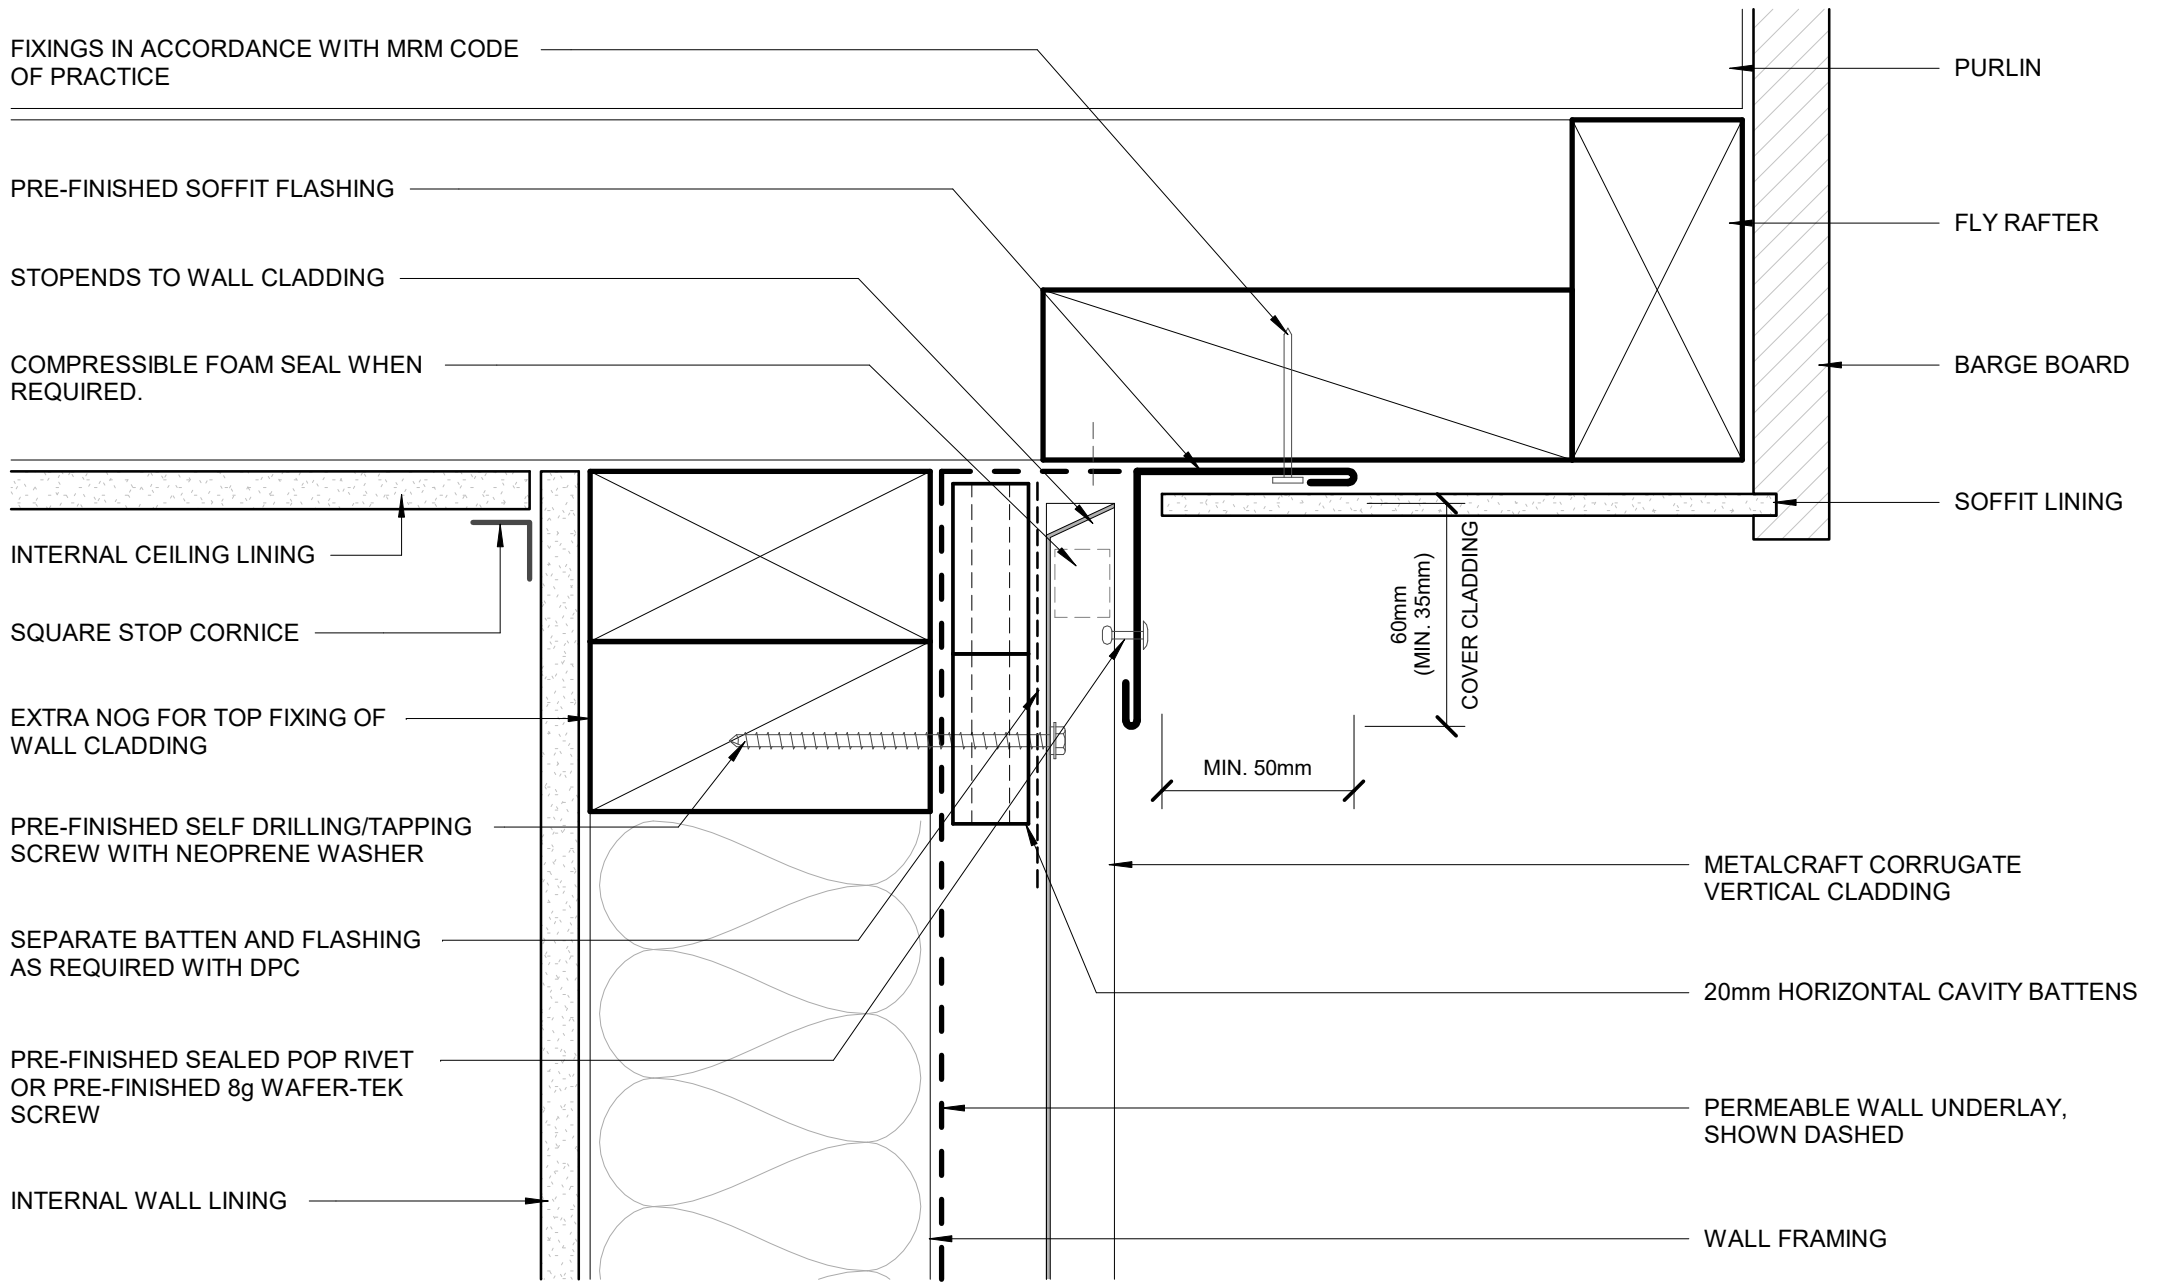 FIXINGS IN ACCORDANCE WITH MRM CODE
OF PRACTICE
PRE-FINISHED SOFFIT FLASHING
STOPENDS TO WALL CLADDING
COMPRESSIBLE FOAM SEAL WHEN
REQUIRED.
INTERNAL CEILING LINING
SQUARE STOP CORNICE
EXTRA NOG FOR TOP FIXING OF
WALL CLADDING
PRE-FINISHED SELF DRILLING/TAPPING
SCREW WITH NEOPRENE WASHER
SEPARATE BATTEN AND FLASHING
AS REQUIRED WITH DPC
PRE-FINISHED SEALED POP RIVET
OR PRE-FINISHED 8g WAFER-TEK
SCREW
INTERNAL WALL LINING
60mm
(MIN. 35mm)
COVER CLADDING
MIN. 50mm
PURLIN
FLY RAFTER
BARGE BOARD
SOFFIT LINING
METALCRAFT CORRUGATE
VERTICAL CLADDING
20mm HORIZONTAL CAVITY BATTENS
PERMEABLE WALL UNDERLAY,
SHOWN DASHED
WALL FRAMING